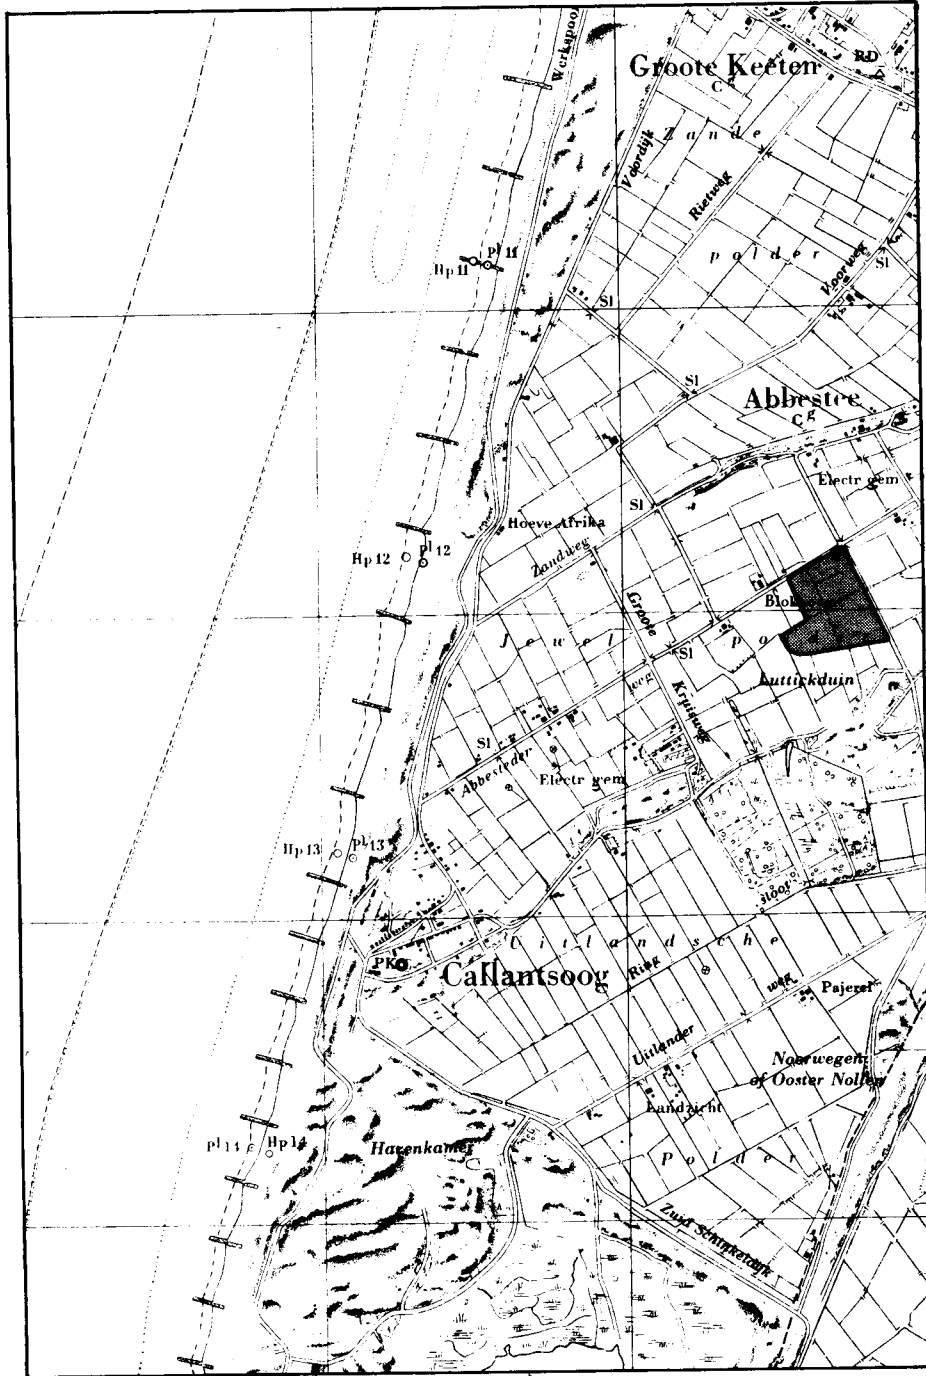 Werkspoor
Groote Keeten
RD
C g
Zande
Voordijk
Rietweg
polder
Voorweg
Sl
Hp 11
pl 11
Sl
Sl
Abbestee
C g
Electr gem
Sl
Hoeve Afrika
Hp 12
pl 12
Zandweg
Groote
Jewel
polder
Sl
Luttickduin
weg
Kruisweg
Sl
Abbesteder
Electr gem
Hp 13
pl 13
sloot
Uitlandsche
Ring
PK
Callantsoog
weg
Uitlander
Noorwegen
of Ooster Nollen
Landzicht
pl 14
Hp 14
Harenkamer
Polder
Zuid Schinkeldijk